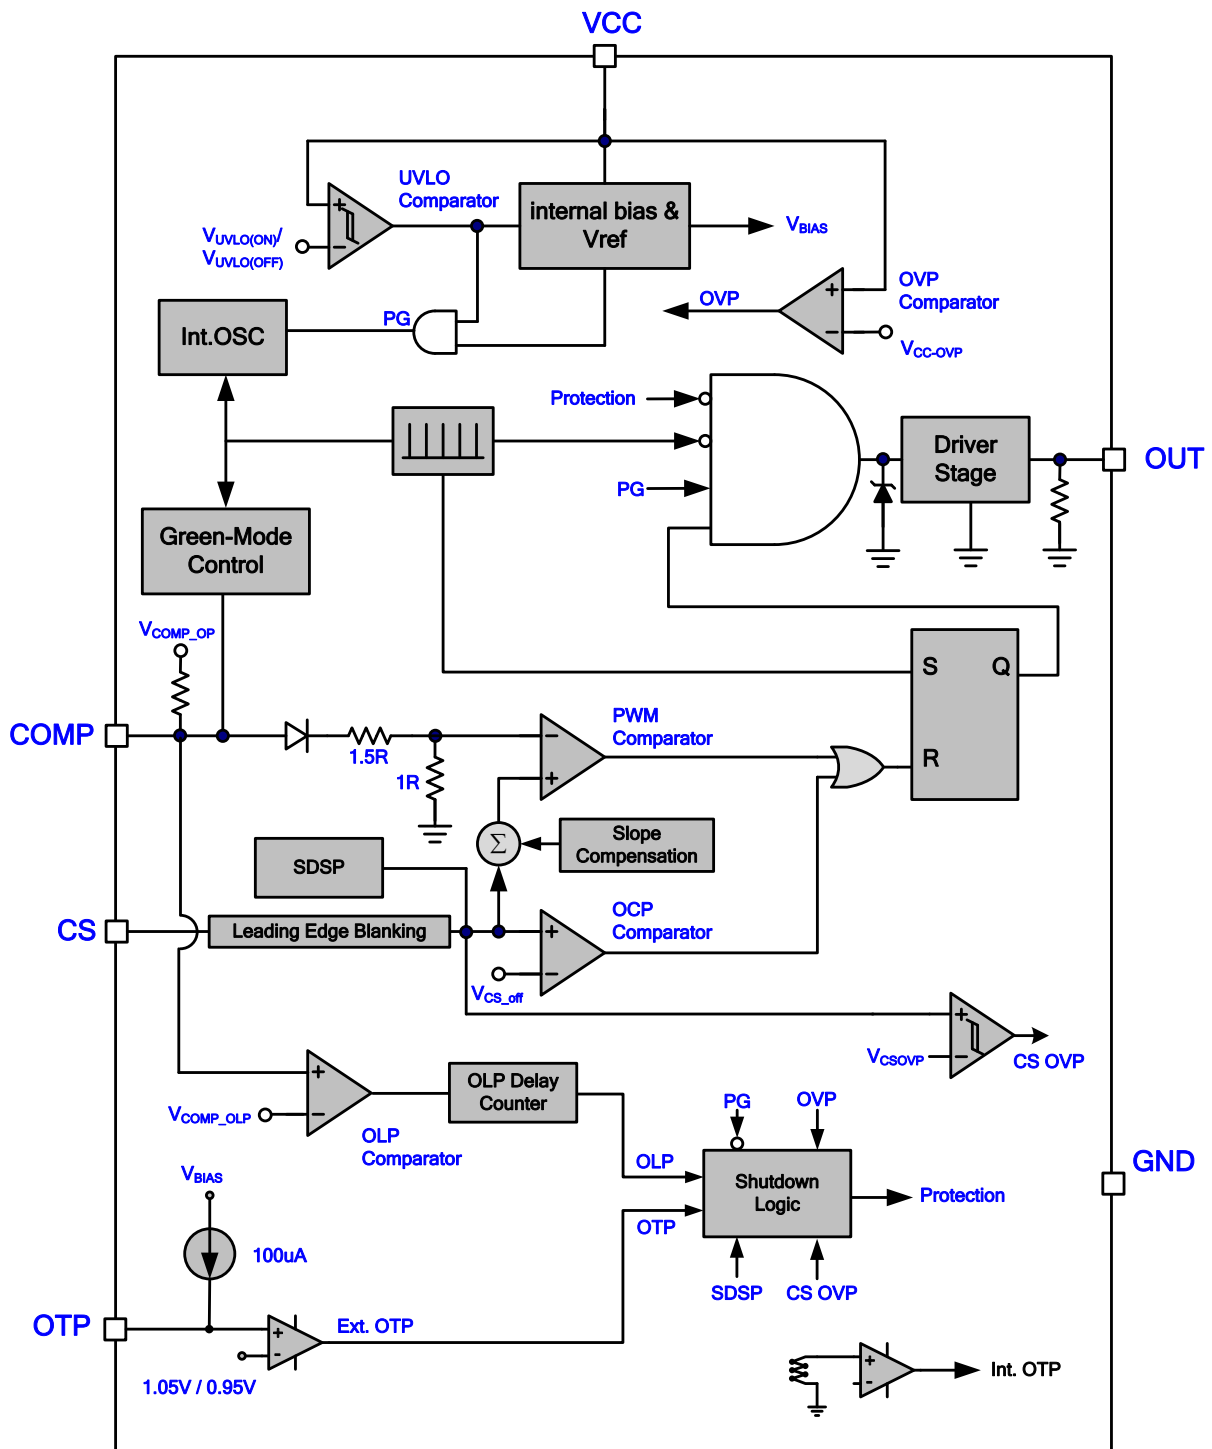 VCC
UVLO
Comparator
internal bias &
Vref
VUVLO(ON)/
VUVLO(OFF)
VBIAS
OVP
OVP
Comparator
VCC-OVP
PG
Int.OSC
Protection
PG
Driver
Stage
OUT
Green-Mode
Control
VCOMP_OP
S
Q
R
COMP
1.5R
1R
PWM
Comparator
Σ
Slope
Compensation
SDSP
CS
Leading Edge Blanking
OCP
Comparator
VCS_off
VCSOVP
CS OVP
OLP Delay
Counter
VCOMP_OLP
OLP
Comparator
PG
OVP
OLP
OTP
Shutdown
Logic
Protection
GND
SDSP
CS OVP
VBIAS
100uA
OTP
Ext. OTP
1.05V / 0.95V
Int. OTP